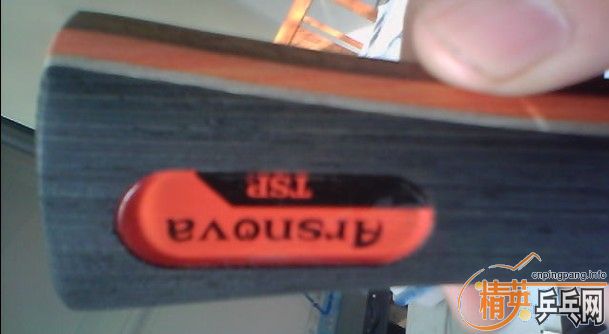 TSP
Arsnova
cnpingpang.info
精英乒乓网